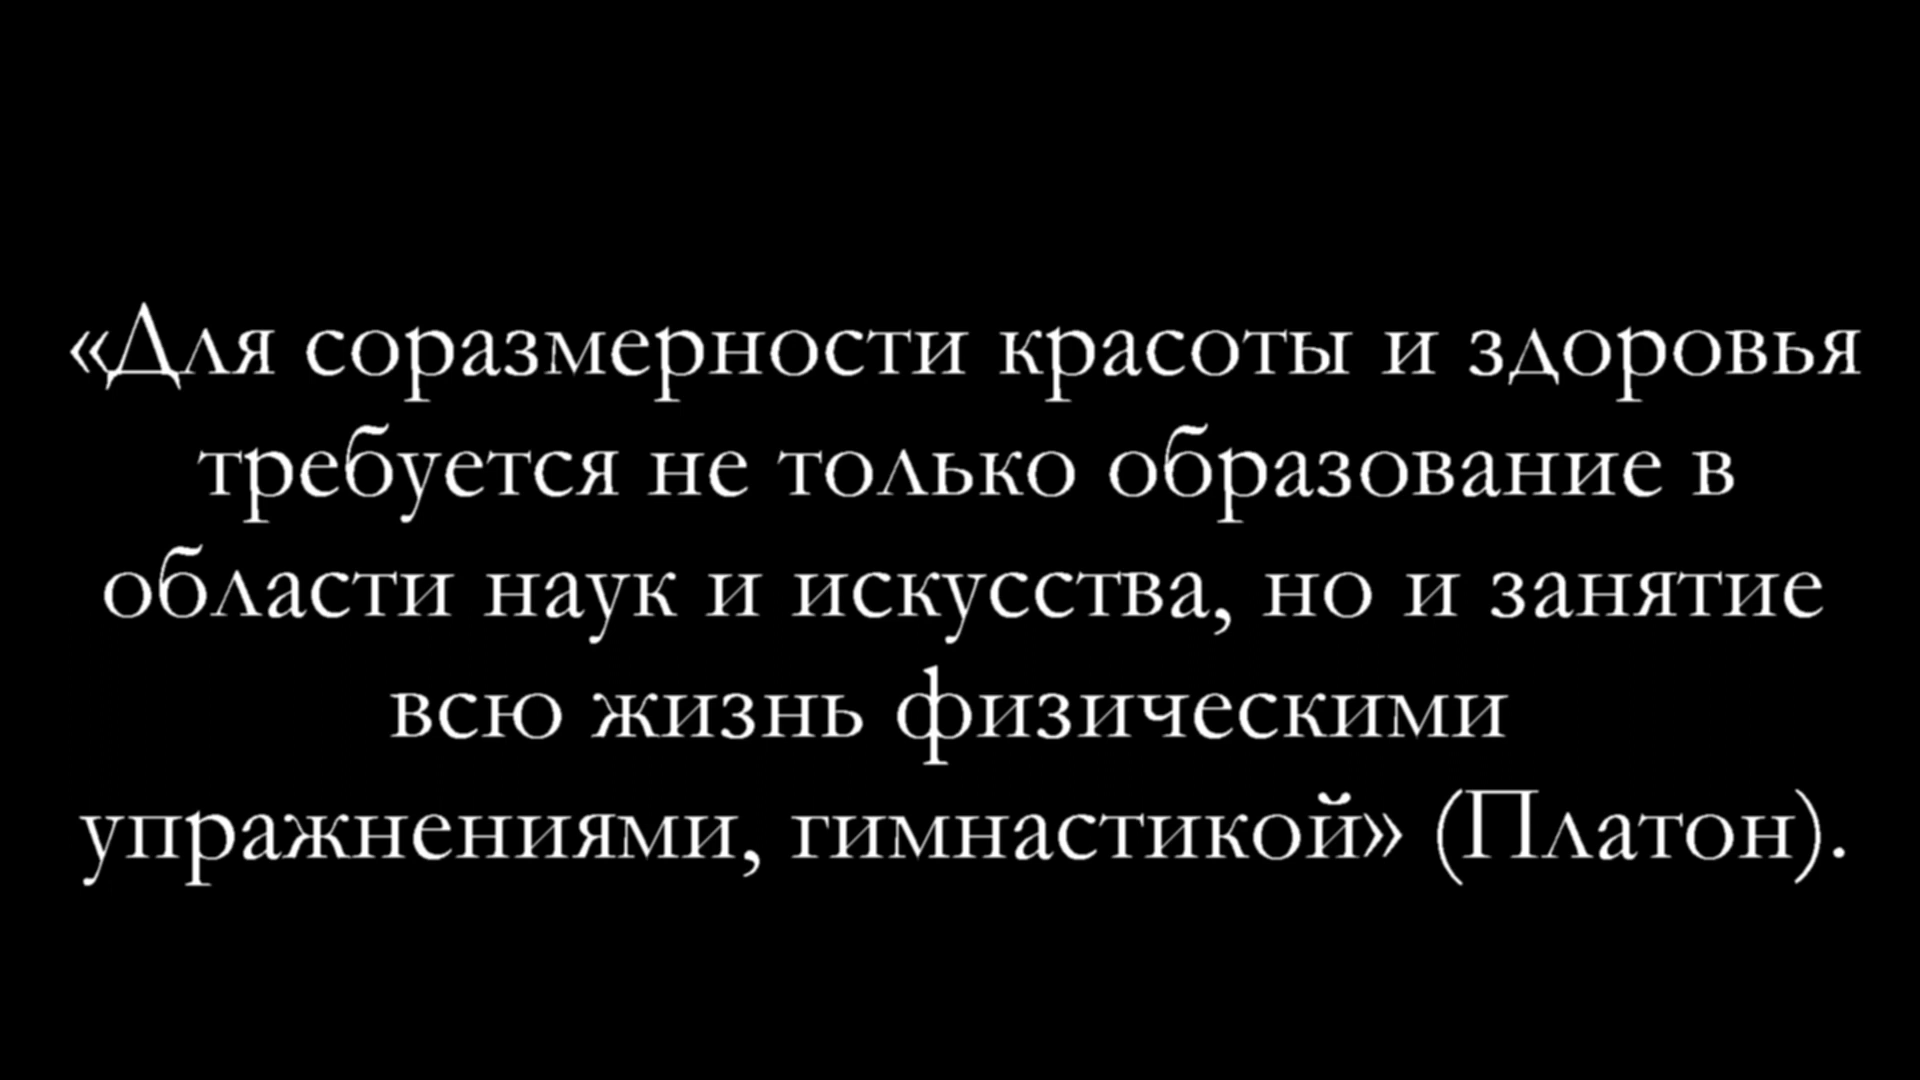 «Для соразмерности красоты и здоровья
требуется не только образование в
области наук и искусства, но и занятие
всю жизнь физическими
упражнениями, гимнастикой» (Платон).